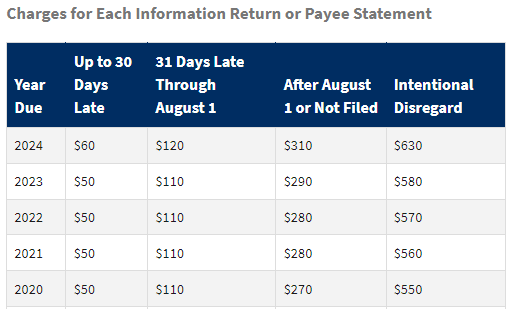 Charges for Each Information Return or Payee Statement
Year Due Up to 30 Days Late 31 Days Late Through August 1 After August 1 or Not Filed Intentional Disregard
2024 $60 $120 $310 $630
2023 $50 $110 $290 $580
2022 $50 $110 $280 $570
2021 $50 $110 $280 $560
2020 $50 $110 $270 $550